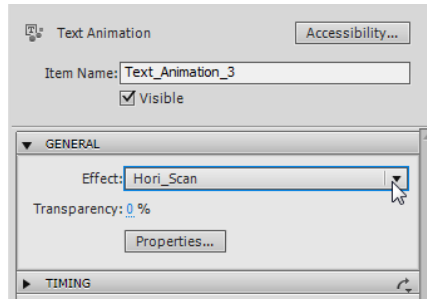 Text Animation
Accessibility...
Item Name: Text_Animation_3
Visible
GENERAL
Effect: Hori_Scan
Transparency: 0 %
Properties...
TIMING